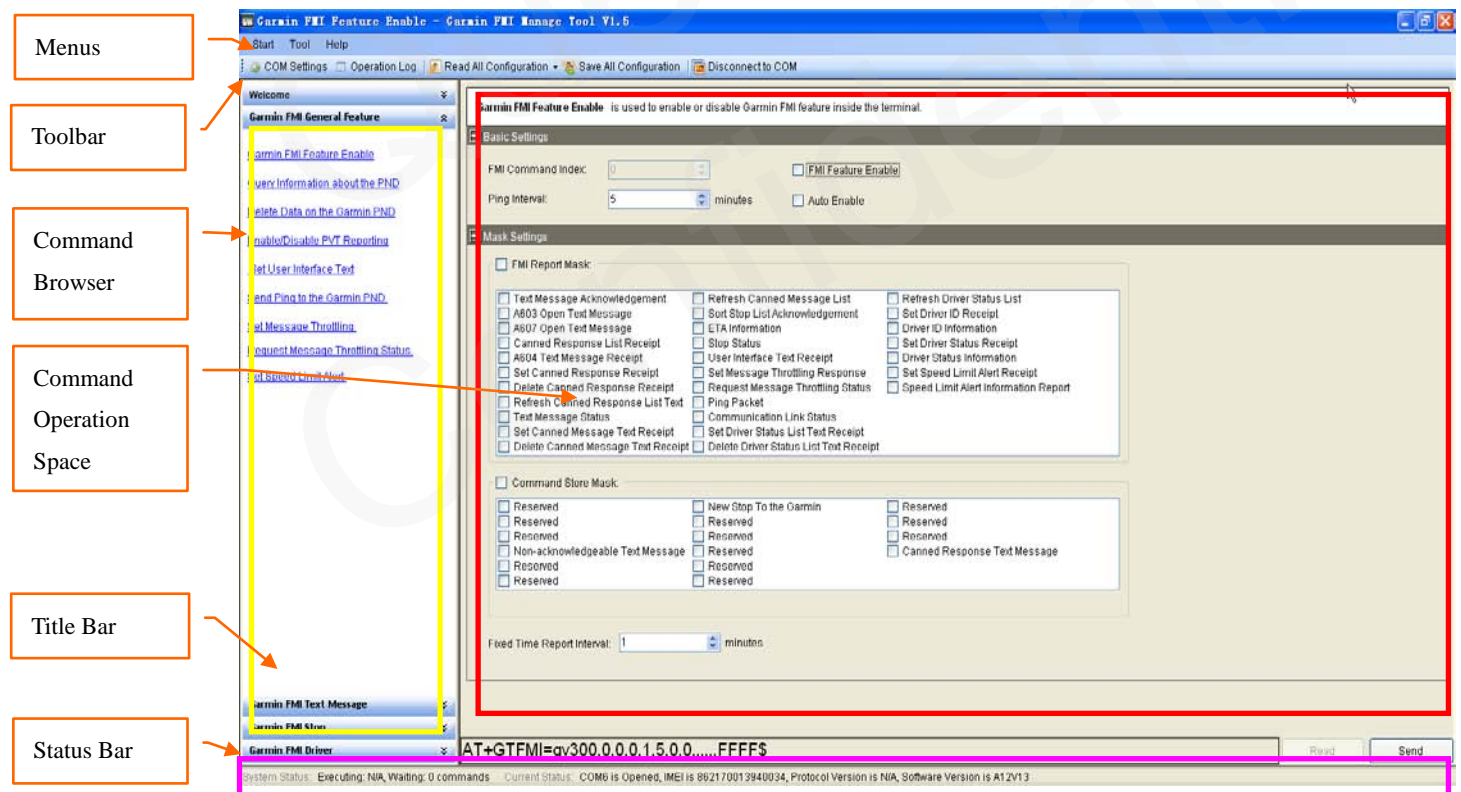 Garmin FMI Feature Enable - Garmin FMI Manage Tool V1.5
Menus
Start Tool Help
COM Settings Operation Log Read All Configuration Save All Configuration Disconnect to COM
Toolbar
Welcome
Garmin FMI General Feature
Garmin FMI Feature Enable
Query Information about the PND
Delete Data on the Garmin PND
Enable/Disable PVT Reporting
Set User Interface Text
Send Ping to the Garmin PND
Set Message Throttling
Request Message Throttling Status
Set Speed Limit Alert
Command
Browser
Command
Operation
Space
Title Bar
Garmin FMI Text Message
Garmin FMI Stop
Garmin FMI Driver
Status Bar
Garmin FMI Feature Enable is used to enable or disable Garmin FMI feature inside the terminal.
Basic Settings
FMI Command Index: 0 FMI Feature Enable
Ping Interval: 5 minutes Auto Enable
Mask Settings
FMI Report Mask:
Text Message Acknowledgement Refresh Canned Message List Refresh Driver Status List
A603 Open Text Message Sort Stop List Acknowledgement Set Driver ID Receipt
A607 Open Text Message ETA Information Driver ID Information
Canned Response List Receipt Stop Status Set Driver Status Receipt
A604 Text Message Receipt User Interface Text Receipt Driver Status Information
Set Canned Response Receipt Set Message Throttling Response Set Speed Limit Alert Receipt
Delete Canned Response Receipt Request Message Throttling Status Speed Limit Alert Information Report
Refresh Canned Response List Text Ping Packet
Text Message Status Communication Link Status
Set Canned Message Text Receipt Set Driver Status List Text Receipt
Delete Canned Message Text Receipt Delete Driver Status List Text Receipt
Command Store Mask:
Reserved New Stop To the Garmin Reserved
Reserved Reserved Reserved
Reserved Reserved Reserved
Non-acknowledgeable Text Message Reserved Canned Response Text Message
Reserved Reserved
Reserved Reserved
Fixed Time Report Interval: 1 minutes
AT+GTFMI=gv300,0,0,0,1,5,0,0,,,,,,FFFF$ Read Send
System Status: Executing: N/A, Waiting: 0 commands Current Status: COM6 is Opened, IMEI is 862170013940034, Protocol Version is N/A, Software Version is A12V13